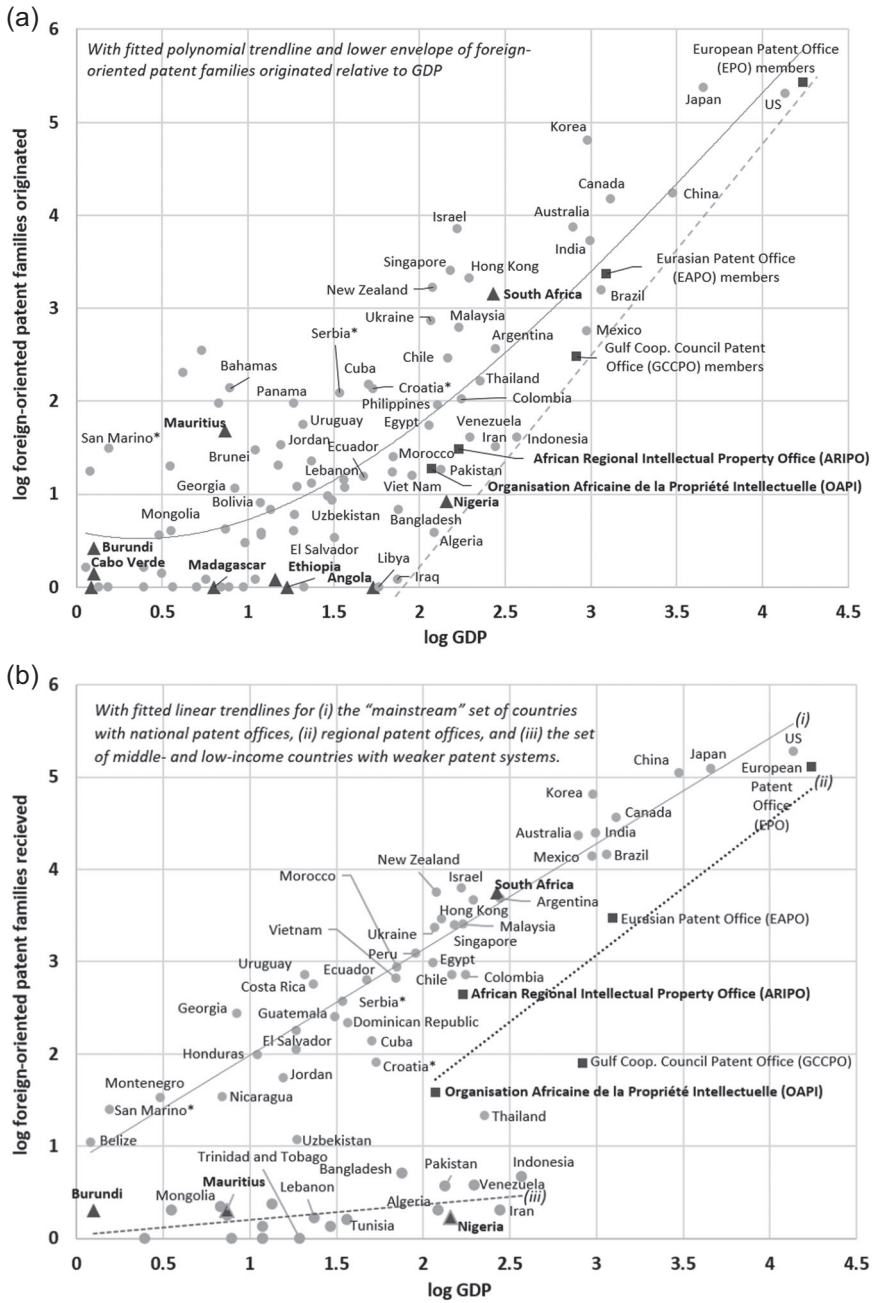 (a)
6
5
4
3
2
1
0
log foreign-oriented patent families originated
With fitted polynomial trendline and lower envelope of foreign-
oriented patent families originated relative to GDP
European Patent Office
(EPO) members
Japan
US
Korea
Canada
China
Australia
Israel
India
Singapore
Hong Kong
Eurasian Patent Office
(EAPO) members
New Zealand
South Africa
Brazil
Ukraine
Malaysia
Serbia*
Argentina
Mexico
Gulf Coop. Council Patent
Office (GCCPO) members
Chile
Cuba
Bahamas
Croatia*
Thailand
Panama
Philippines
Colombia
Mauritius
San Marino*
Uruguay
Egypt
Venezuela
Iran
Indonesia
Jordan
Ecuador
Brunei
Morocco
African Regional Intellectual Property Office (ARIPO)
Lebanon
Pakistan
Georgia
Viet Nam
Organisation Africaine de la Propriété Intellectuelle (OAPI)
Bolivia
Nigeria
Mongolia
Uzbekistan
Bangladesh
Algeria
Burundi
El Salvador
Cabo Verde
Madagascar
Ethiopia
Libya
Angola
Iraq
0
0.5
1
1.5
2
2.5
3
3.5
4
4.5
log GDP
(b)
6
5
4
3
2
1
0
log foreign-oriented patent families recieved
With fitted linear trendlines for (i) the “mainstream” set of countries
with national patent offices, (ii) regional patent offices, and (iii) the set
of middle- and low-income countries with weaker patent systems.
(i)
US
China
Japan
European
Patent
Office
(EPO)
(ii)
Korea
Canada
Australia
India
Mexico
Brazil
New Zealand
Israel
Morocco
South Africa
Argentina
Hong Kong
Vietnam
Ukraine
Malaysia
Eurasian Patent Office (EAPO)
Singapore
Peru
Uruguay
Ecuador
Egypt
Costa Rica
Chile
Colombia
Serbia*
African Regional Intellectual Property Office (ARIPO)
Georgia
Guatemala
Dominican Republic
El Salvador
Cuba
Honduras
Croatia*
Gulf Coop. Council Patent Office (GCCPO)
Jordan
Montenegro
Nicaragua
Organisation Africaine de la Propriété Intellectuelle (OAPI)
San Marino*
Thailand
Belize
Uzbekistan
Trinidad and Tobago
Bangladesh
Pakistan
Indonesia
Burundi
Mauritius
Lebanon
Venezuela
Mongolia
(iii)
Algeria
Iran
Tunisia
Nigeria
0
0.5
1
1.5
2
2.5
3
3.5
4
4.5
log GDP